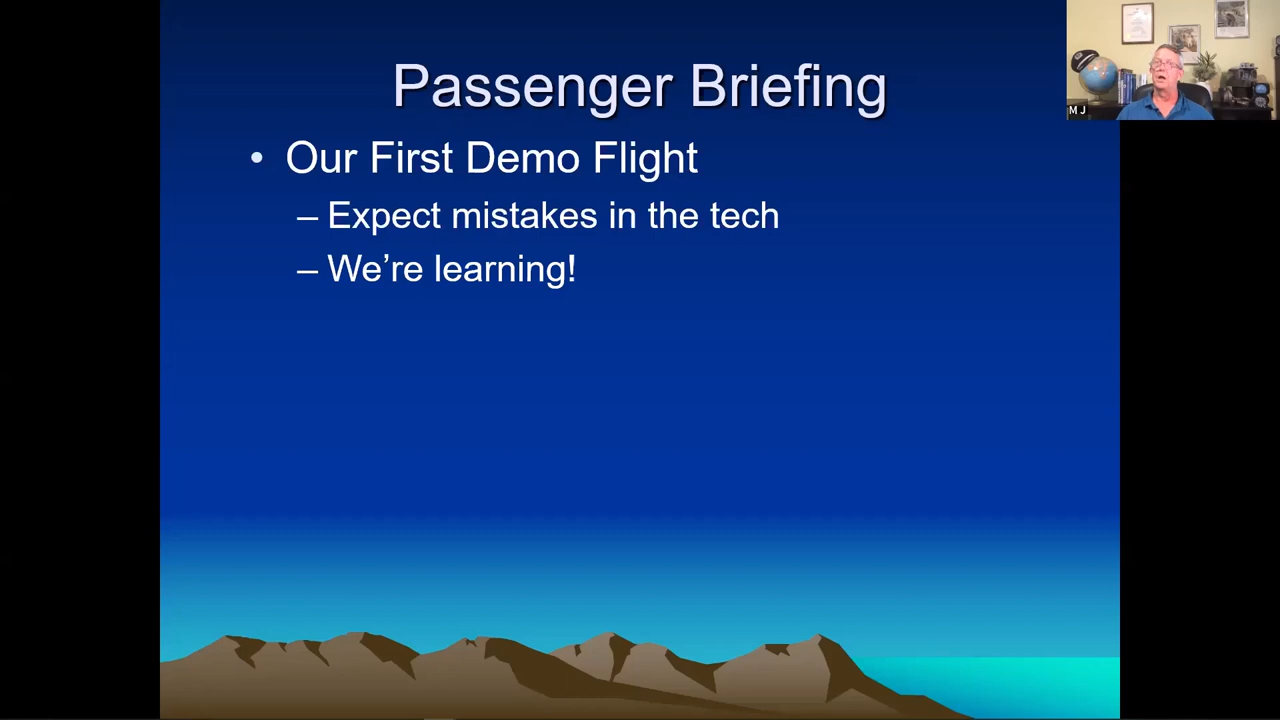 Passenger Briefing
• Our First Demo Flight
– Expect mistakes in the tech
– We’re learning!
M J